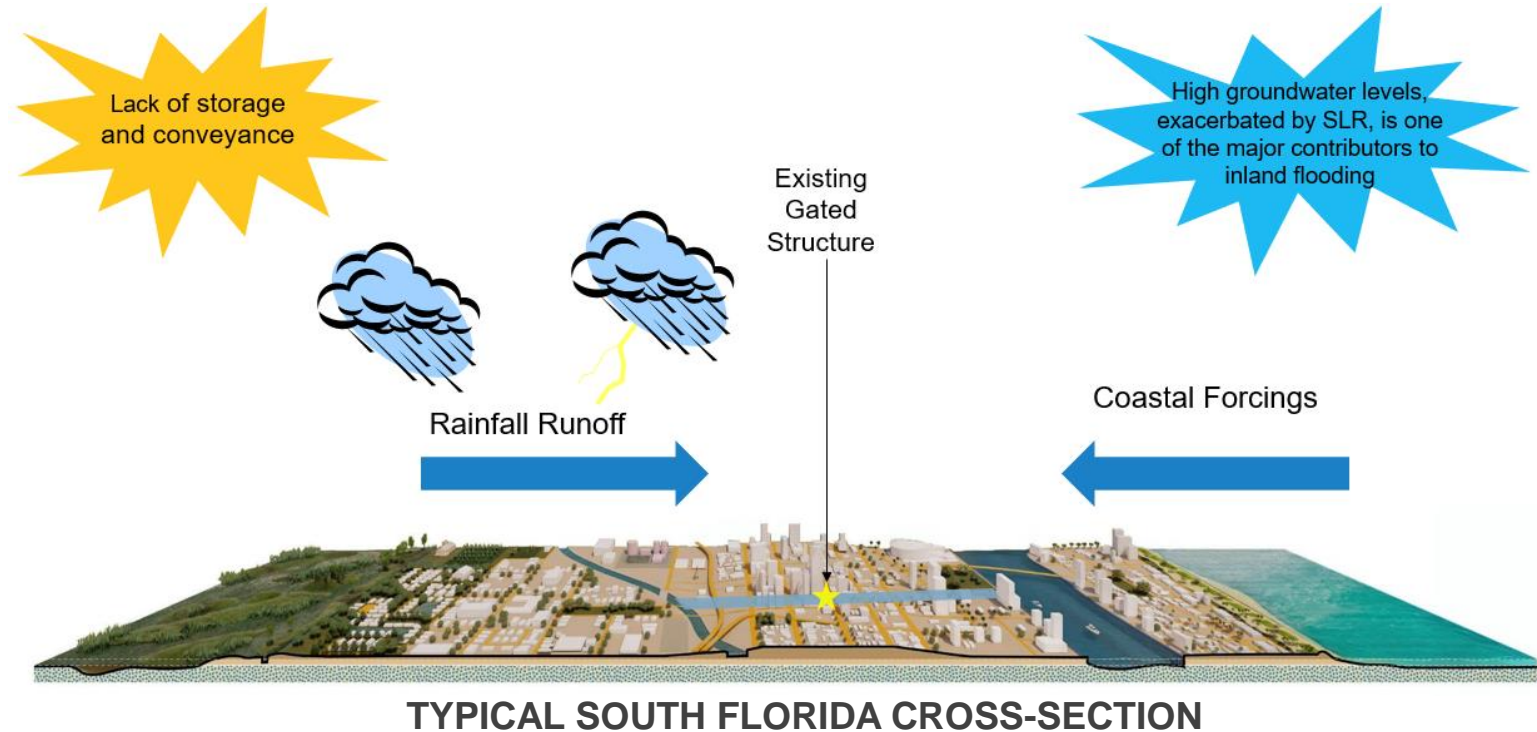 Lack of storage
and conveyance
High groundwater levels,
exacerbated by SLR, is one
of the major contributors to
inland flooding
Existing
Gated
Structure
Rainfall Runoff
Coastal Forcings
TYPICAL SOUTH FLORIDA CROSS-SECTION